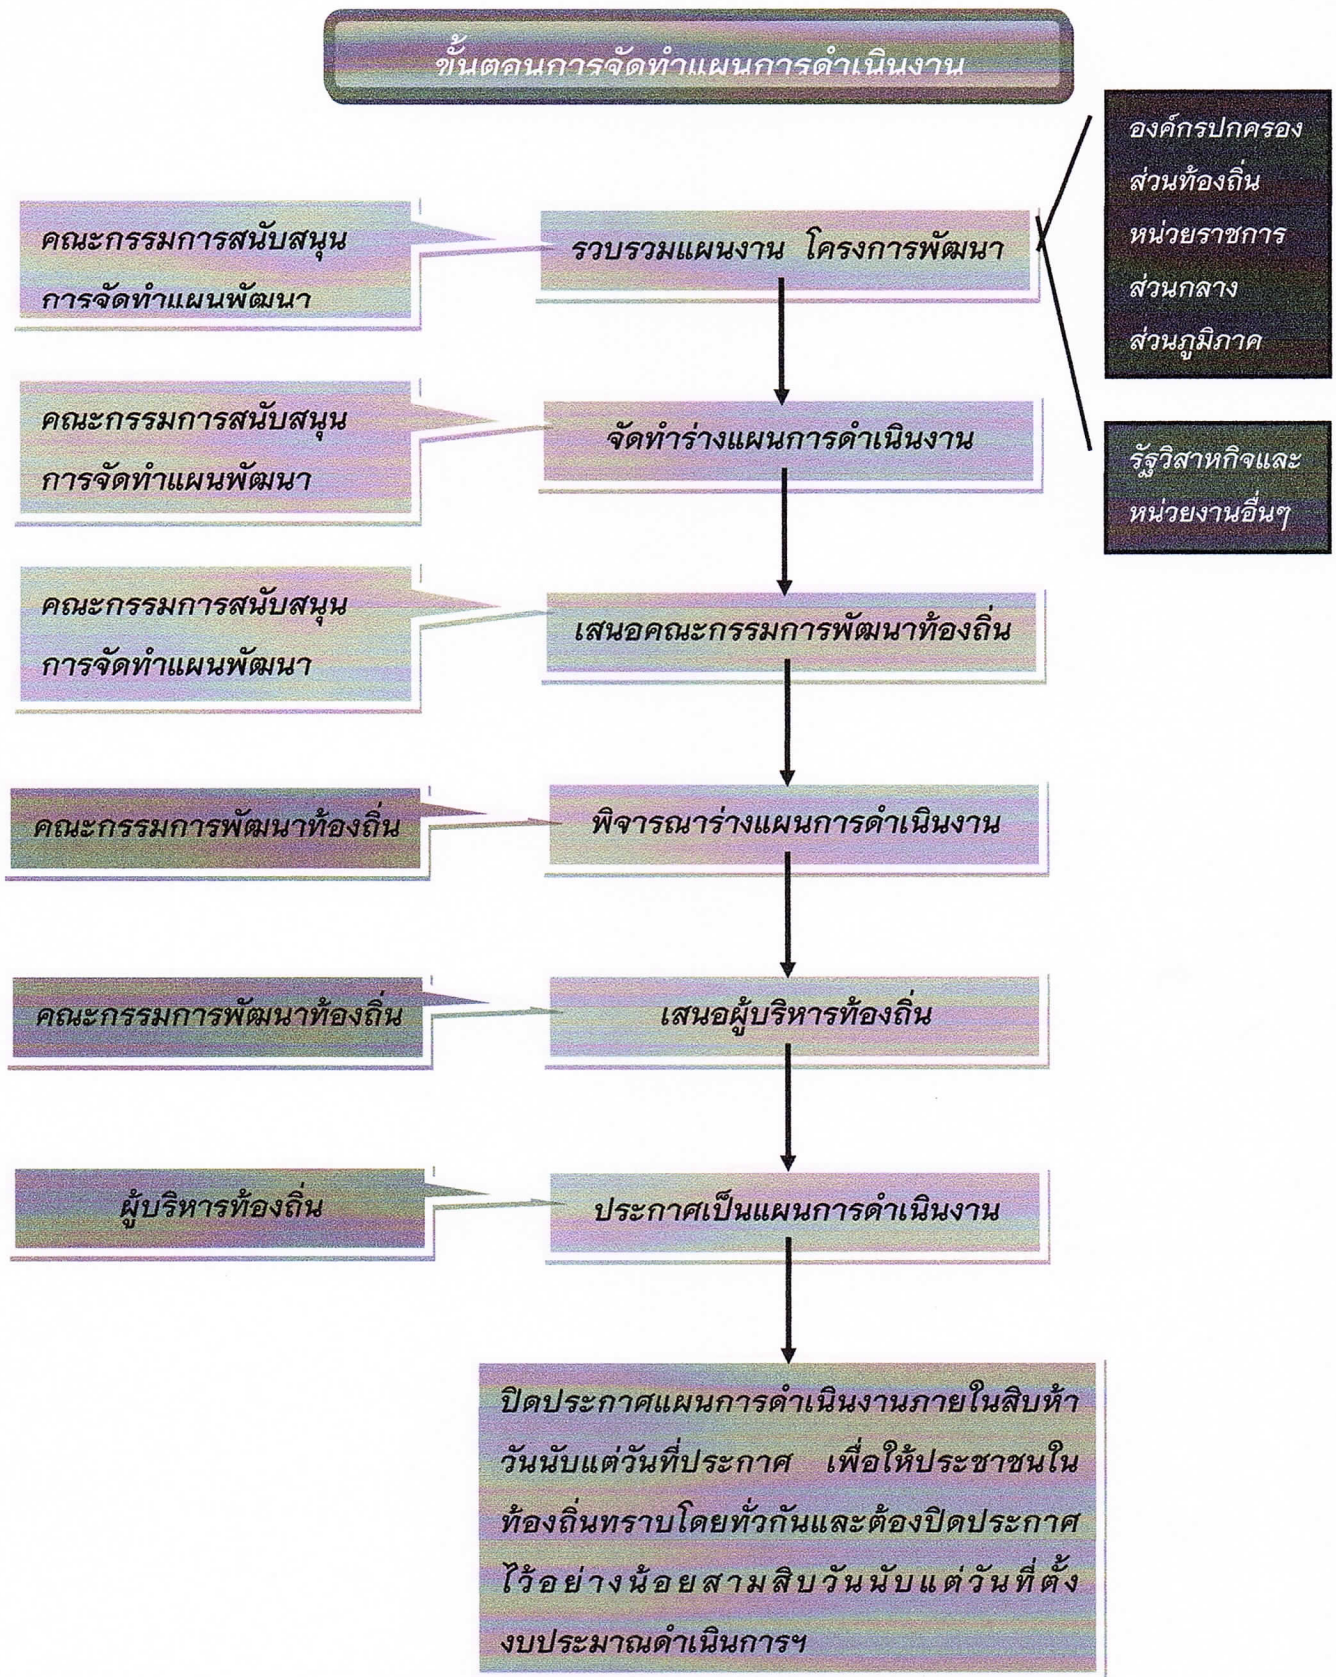 ขั้นตอนการจัดทำแผนการดำเนินงาน
องค์กรปกครอง
ส่วนท้องถิ่น
หน่วยราชการ
ส่วนกลาง
ส่วนภูมิภาค
คณะกรรมการสนับสนุน
การจัดทำแผนพัฒนา
รวบรวมแผนงาน โครงการพัฒนา
คณะกรรมการสนับสนุน
การจัดทำแผนพัฒนา
จัดทำร่างแผนการดำเนินงาน
รัฐวิสาหกิจและ
หน่วยงานอื่นๆ
คณะกรรมการสนับสนุน
การจัดทำแผนพัฒนา
เสนอคณะกรรมการพัฒนาท้องถิ่น
คณะกรรมการพัฒนาท้องถิ่น
พิจารณาร่างแผนการดำเนินงาน
คณะกรรมการพัฒนาท้องถิ่น
เสนอผู้บริหารท้องถิ่น
ผู้บริหารท้องถิ่น
ประกาศเป็นแผนการดำเนินงาน
ปิดประกาศแผนการดำเนินงานภายในสิบห้า
วันนับแต่วันที่ประกาศ เพื่อให้ประชาชนใน
ท้องถิ่นทราบโดยทั่วกันและต้องปิดประกาศ
ไว้อย่างน้อยสามสิบวันนับแต่วันที่ตั้ง
งบประมาณดำเนินการฯ